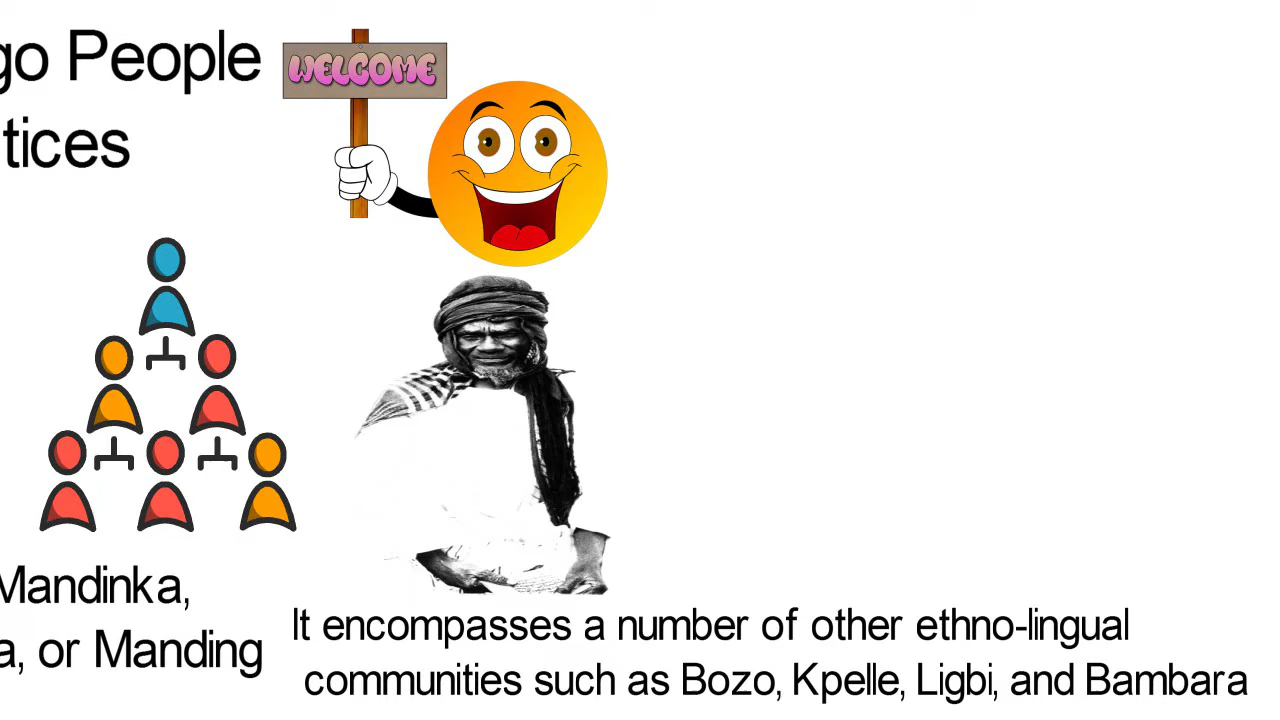 go People
tices
WELCOME
Mandinka,
a, or Manding
It encompasses a number of other ethno-lingual
communities such as Bozo, Kpelle, Ligbi, and Bambara